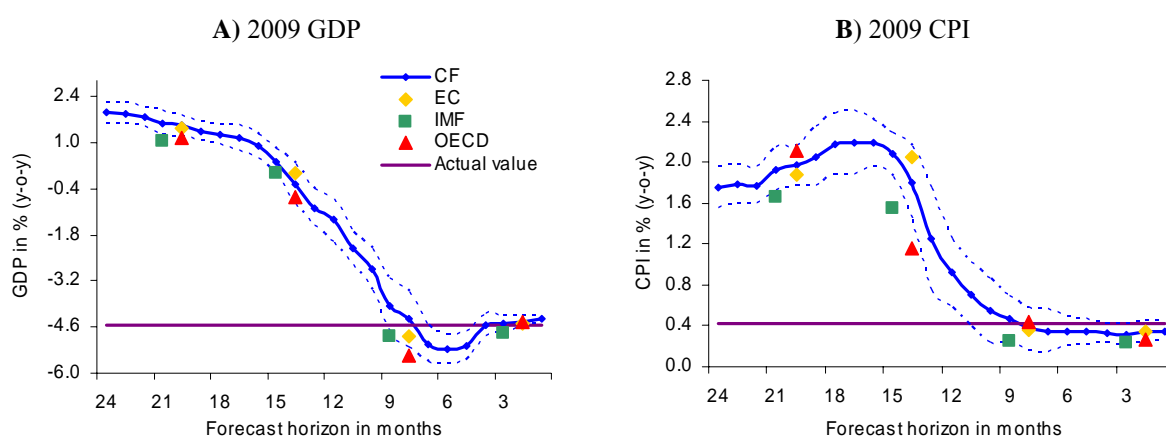 A) 2009 GDP
2.4
1.0
-0.4
-1.8
-3.2
-4.6
-6.0
GDP in % (y-o-y)
CF
EC
IMF
OECD
Actual value
24 21 18 15 12 9 6 3
Forecast horizon in months
B) 2009 CPI
2.8
2.4
2.0
1.6
1.2
0.8
0.4
0.0
CPI in % (y-o-y)
24 21 18 15 12 9 6 3
Forecast horizon in months